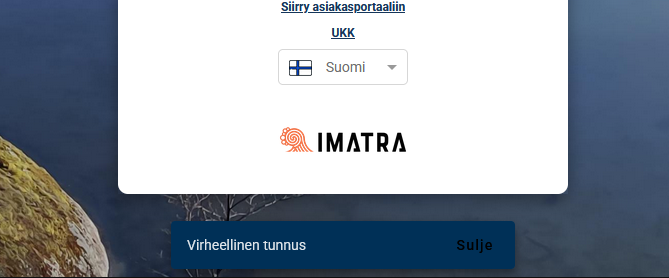 Siirry asiakasportaaliin
UKK
Suomi
IMATRA
Virheellinen tunnus Sulje